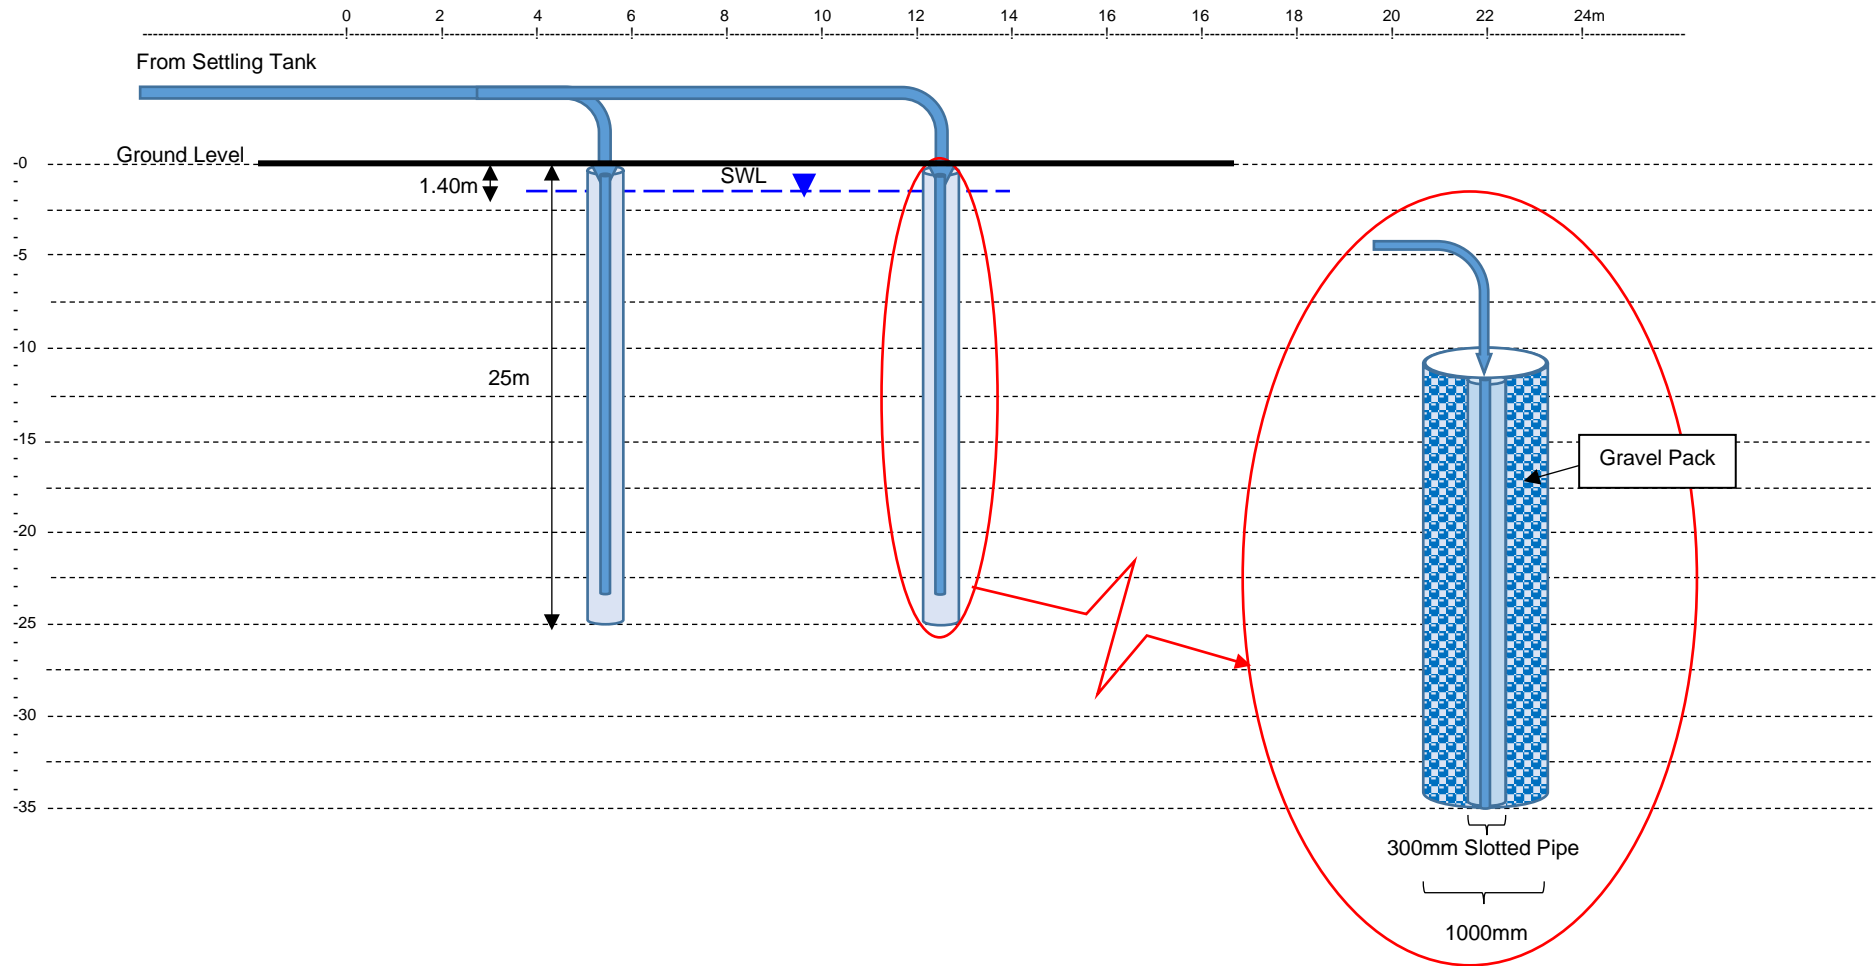 0 2 4 6 8 10 12 14 16 16 18 20 22 24m
From Settling Tank
Ground Level
-0
1.40m
SWL
-5
-10
25m
-15
Gravel Pack
-20
-25
-30
-35
300mm Slotted Pipe
1000mm